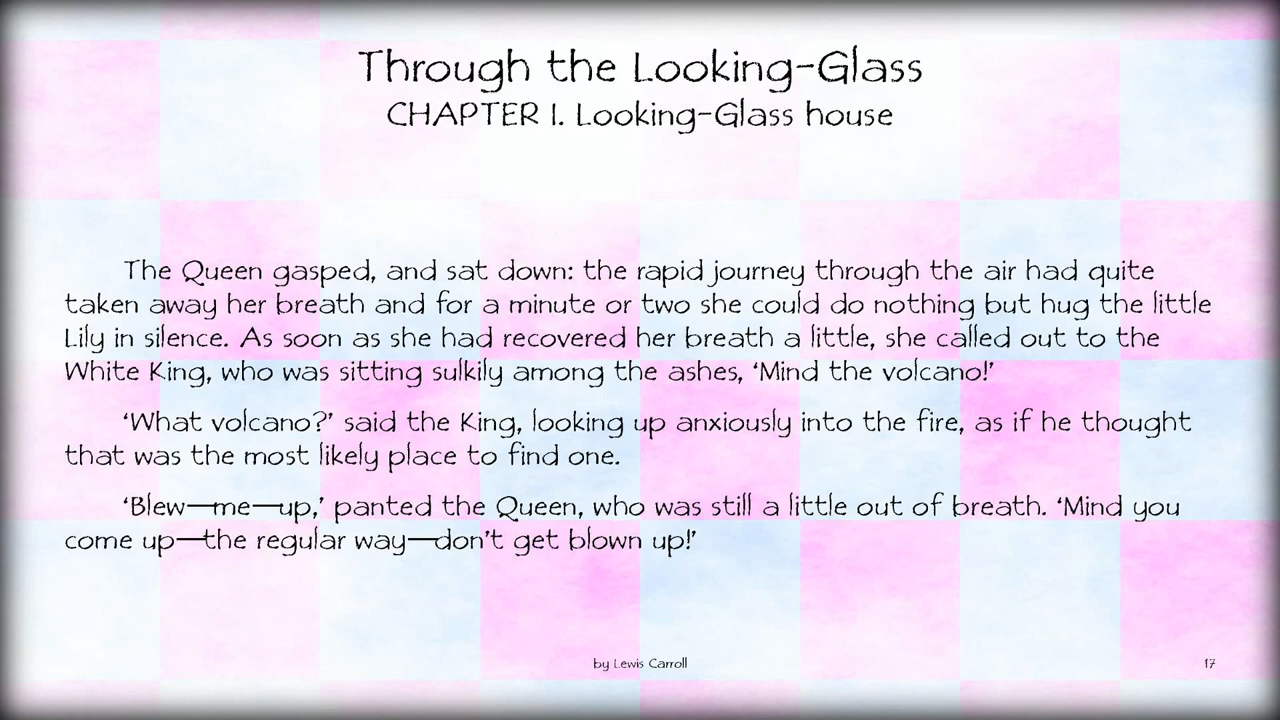 Through the Looking-Glass
CHAPTER I. Looking-Glass house
The Queen gasped, and sat down: the rapid journey through the air had quite
taken away her breath and for a minute or two she could do nothing but hug the little
Lily in silence. As soon as she had recovered her breath a little, she called out to the
White King, who was sitting sulkily among the ashes, ‘Mind the volcano!’
‘What volcano?’ said the King, looking up anxiously into the fire, as if he thought
that was the most likely place to find one.
‘Blew—me—up,’ panted the Queen, who was still a little out of breath. ‘Mind you
come up—the regular way—don’t get blown up!’
by Lewis Carroll
17